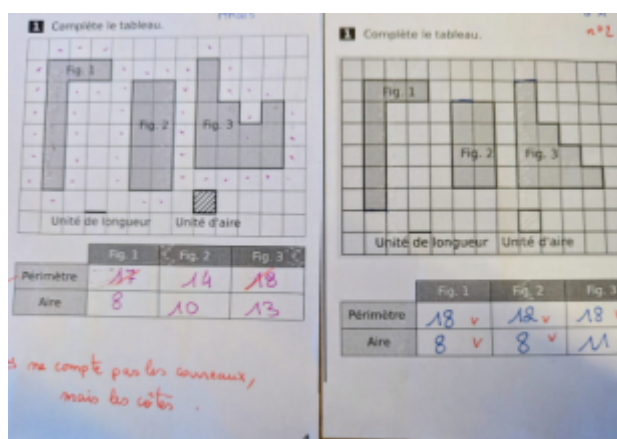 1 Complète le tableau.
Fig. 1
Fig. 2
Fig. 3
Unité de longueur
Unité d'aire
Fig. 1 Fig. 2 Fig. 3
Périmètre 17 14 18
Aire 8 10 13
ne compte pas les carreaux,
mais les côtés.
1 Complète le tableau.
n°2
Fig. 1
Fig. 2
Fig. 3
Unité de longueur
Unité d'aire
Fig. 1 Fig. 2 Fig. 3
Périmètre 18 v 12 v 18
Aire 8 v 8 v 11